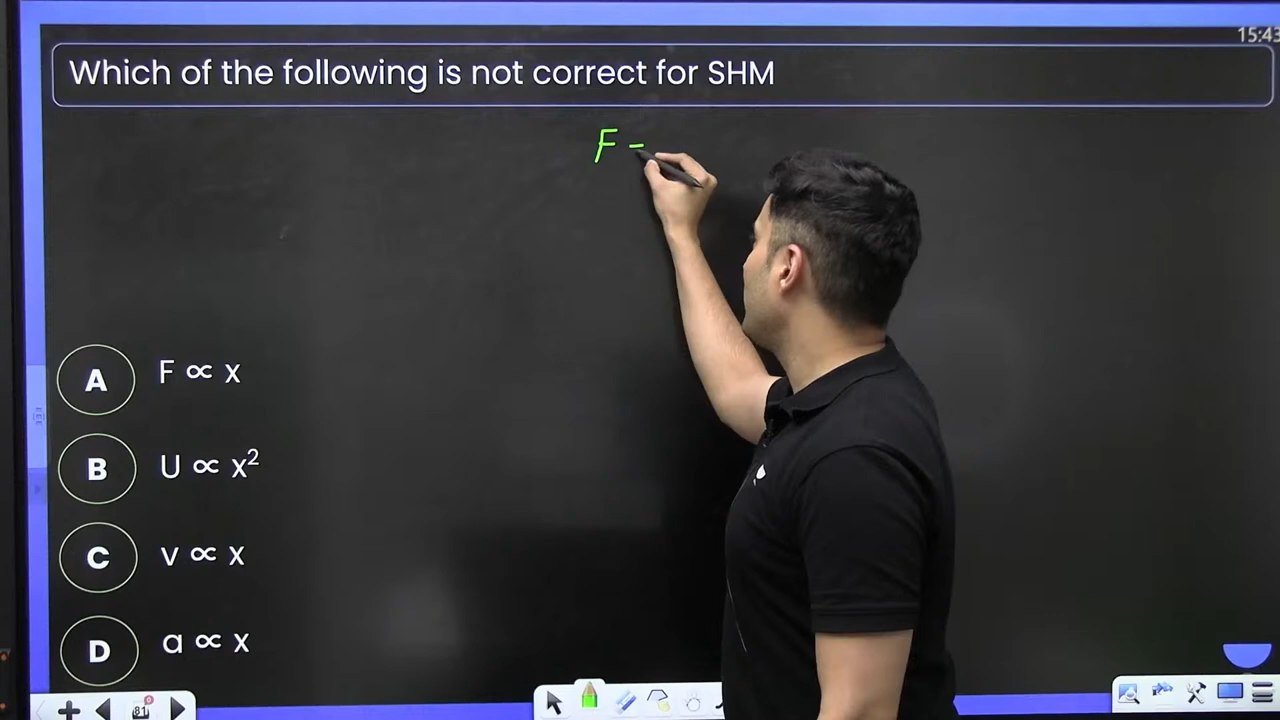 15:43
Which of the following is not correct for SHM
F -
A F ∝ x
B U ∝ x²
C v ∝ x
D a ∝ x
81